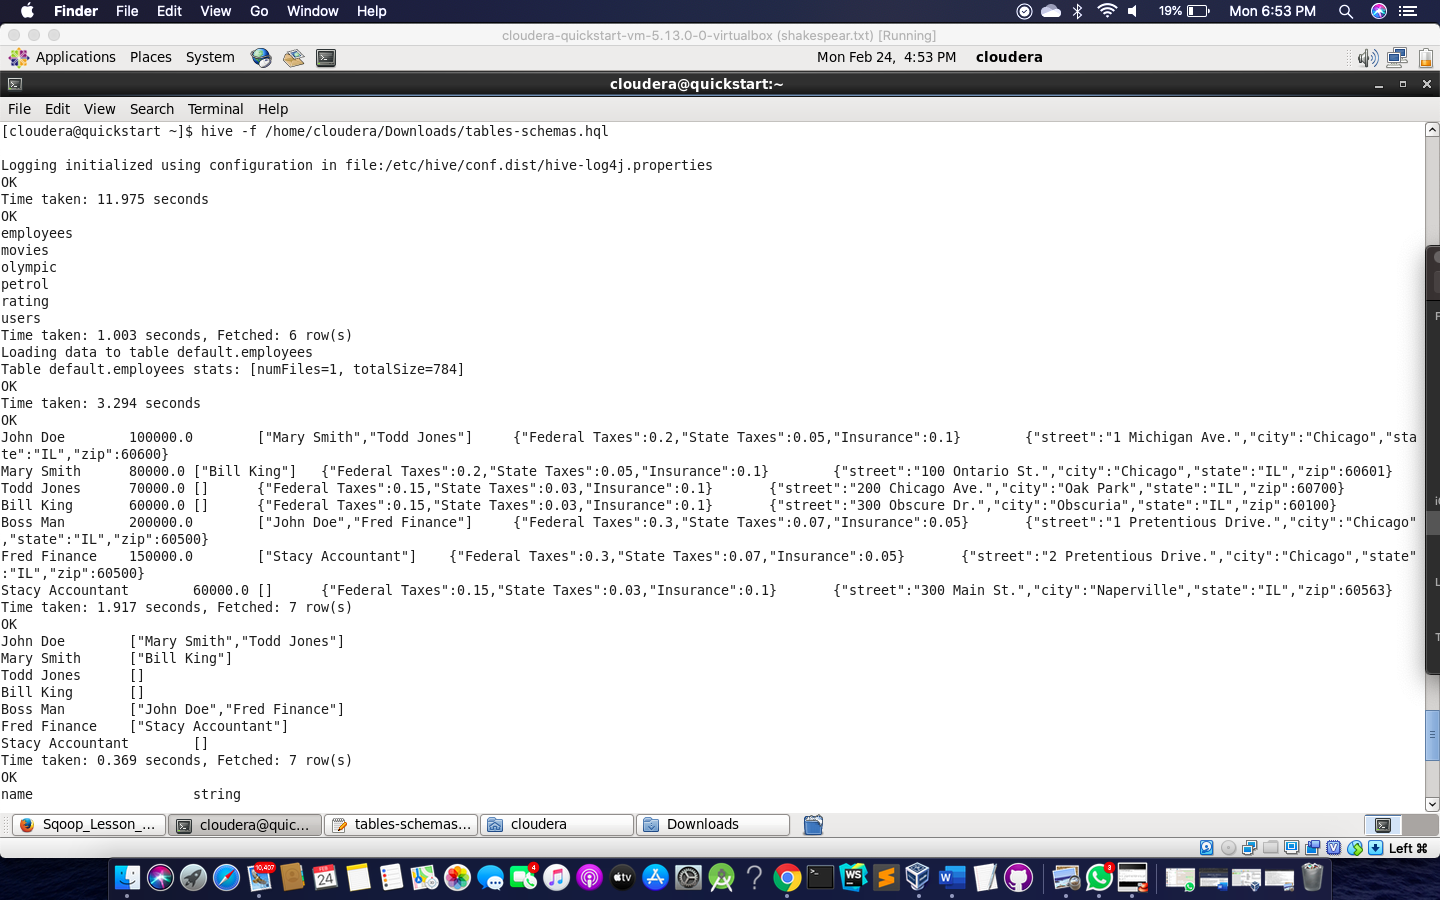 Finder File Edit View Go Window Help 19% Mon 6:53 PM
cloudera-quickstart-vm-5.13.0-0-virtualbox (shakespear.txt) [Running]
Applications Places System Mon Feb 24, 4:53 PM cloudera
cloudera@quickstart:~
File Edit View Search Terminal Help
[cloudera@quickstart ~]$ hive -f /home/cloudera/Downloads/tables-schemas.hql
Logging initialized using configuration in file:/etc/hive/conf.dist/hive-log4j.properties
OK
Time taken: 11.975 seconds
OK
employees
movies
olympic
petrol
rating
users
Time taken: 1.003 seconds, Fetched: 6 row(s)
Loading data to table default.employees
Table default.employees stats: [numFiles=1, totalSize=784]
OK
Time taken: 3.294 seconds
OK
John Doe 100000.0 ["Mary Smith","Todd Jones"] {"Federal Taxes":0.2,"State Taxes":0.05,"Insurance":0.1} {"street":"1 Michigan Ave.","city":"Chicago","sta
te":"IL","zip":60600}
Mary Smith 80000.0 ["Bill King"] {"Federal Taxes":0.2,"State Taxes":0.05,"Insurance":0.1} {"street":"100 Ontario St.","city":"Chicago","state":"IL","zip":60601}
Todd Jones 70000.0 [] {"Federal Taxes":0.15,"State Taxes":0.03,"Insurance":0.1} {"street":"200 Chicago Ave.","city":"Oak Park","state":"IL","zip":60700}
Bill King 60000.0 [] {"Federal Taxes":0.15,"State Taxes":0.03,"Insurance":0.1} {"street":"300 Obscure Dr.","city":"Obscuria","state":"IL","zip":60100}
Boss Man 200000.0 ["John Doe","Fred Finance"] {"Federal Taxes":0.3,"State Taxes":0.07,"Insurance":0.05} {"street":"1 Pretentious Drive.","city":"Chicago"
,"state":"IL","zip":60500}
Fred Finance 150000.0 ["Stacy Accountant"] {"Federal Taxes":0.3,"State Taxes":0.07,"Insurance":0.05} {"street":"2 Pretentious Drive.","city":"Chicago","state"
:"IL","zip":60500}
Stacy Accountant 60000.0 [] {"Federal Taxes":0.15,"State Taxes":0.03,"Insurance":0.1} {"street":"300 Main St.","city":"Naperville","state":"IL","zip":60563}
Time taken: 1.917 seconds, Fetched: 7 row(s)
OK
John Doe ["Mary Smith","Todd Jones"]
Mary Smith ["Bill King"]
Todd Jones []
Bill King []
Boss Man ["John Doe","Fred Finance"]
Fred Finance ["Stacy Accountant"]
Stacy Accountant []
Time taken: 0.369 seconds, Fetched: 7 row(s)
OK
name string
Sqoop_Lesson_... cloudera@quic... tables-schemas... cloudera Downloads
Left ⌘
10,407 FEB 24 4 tv WS W 3